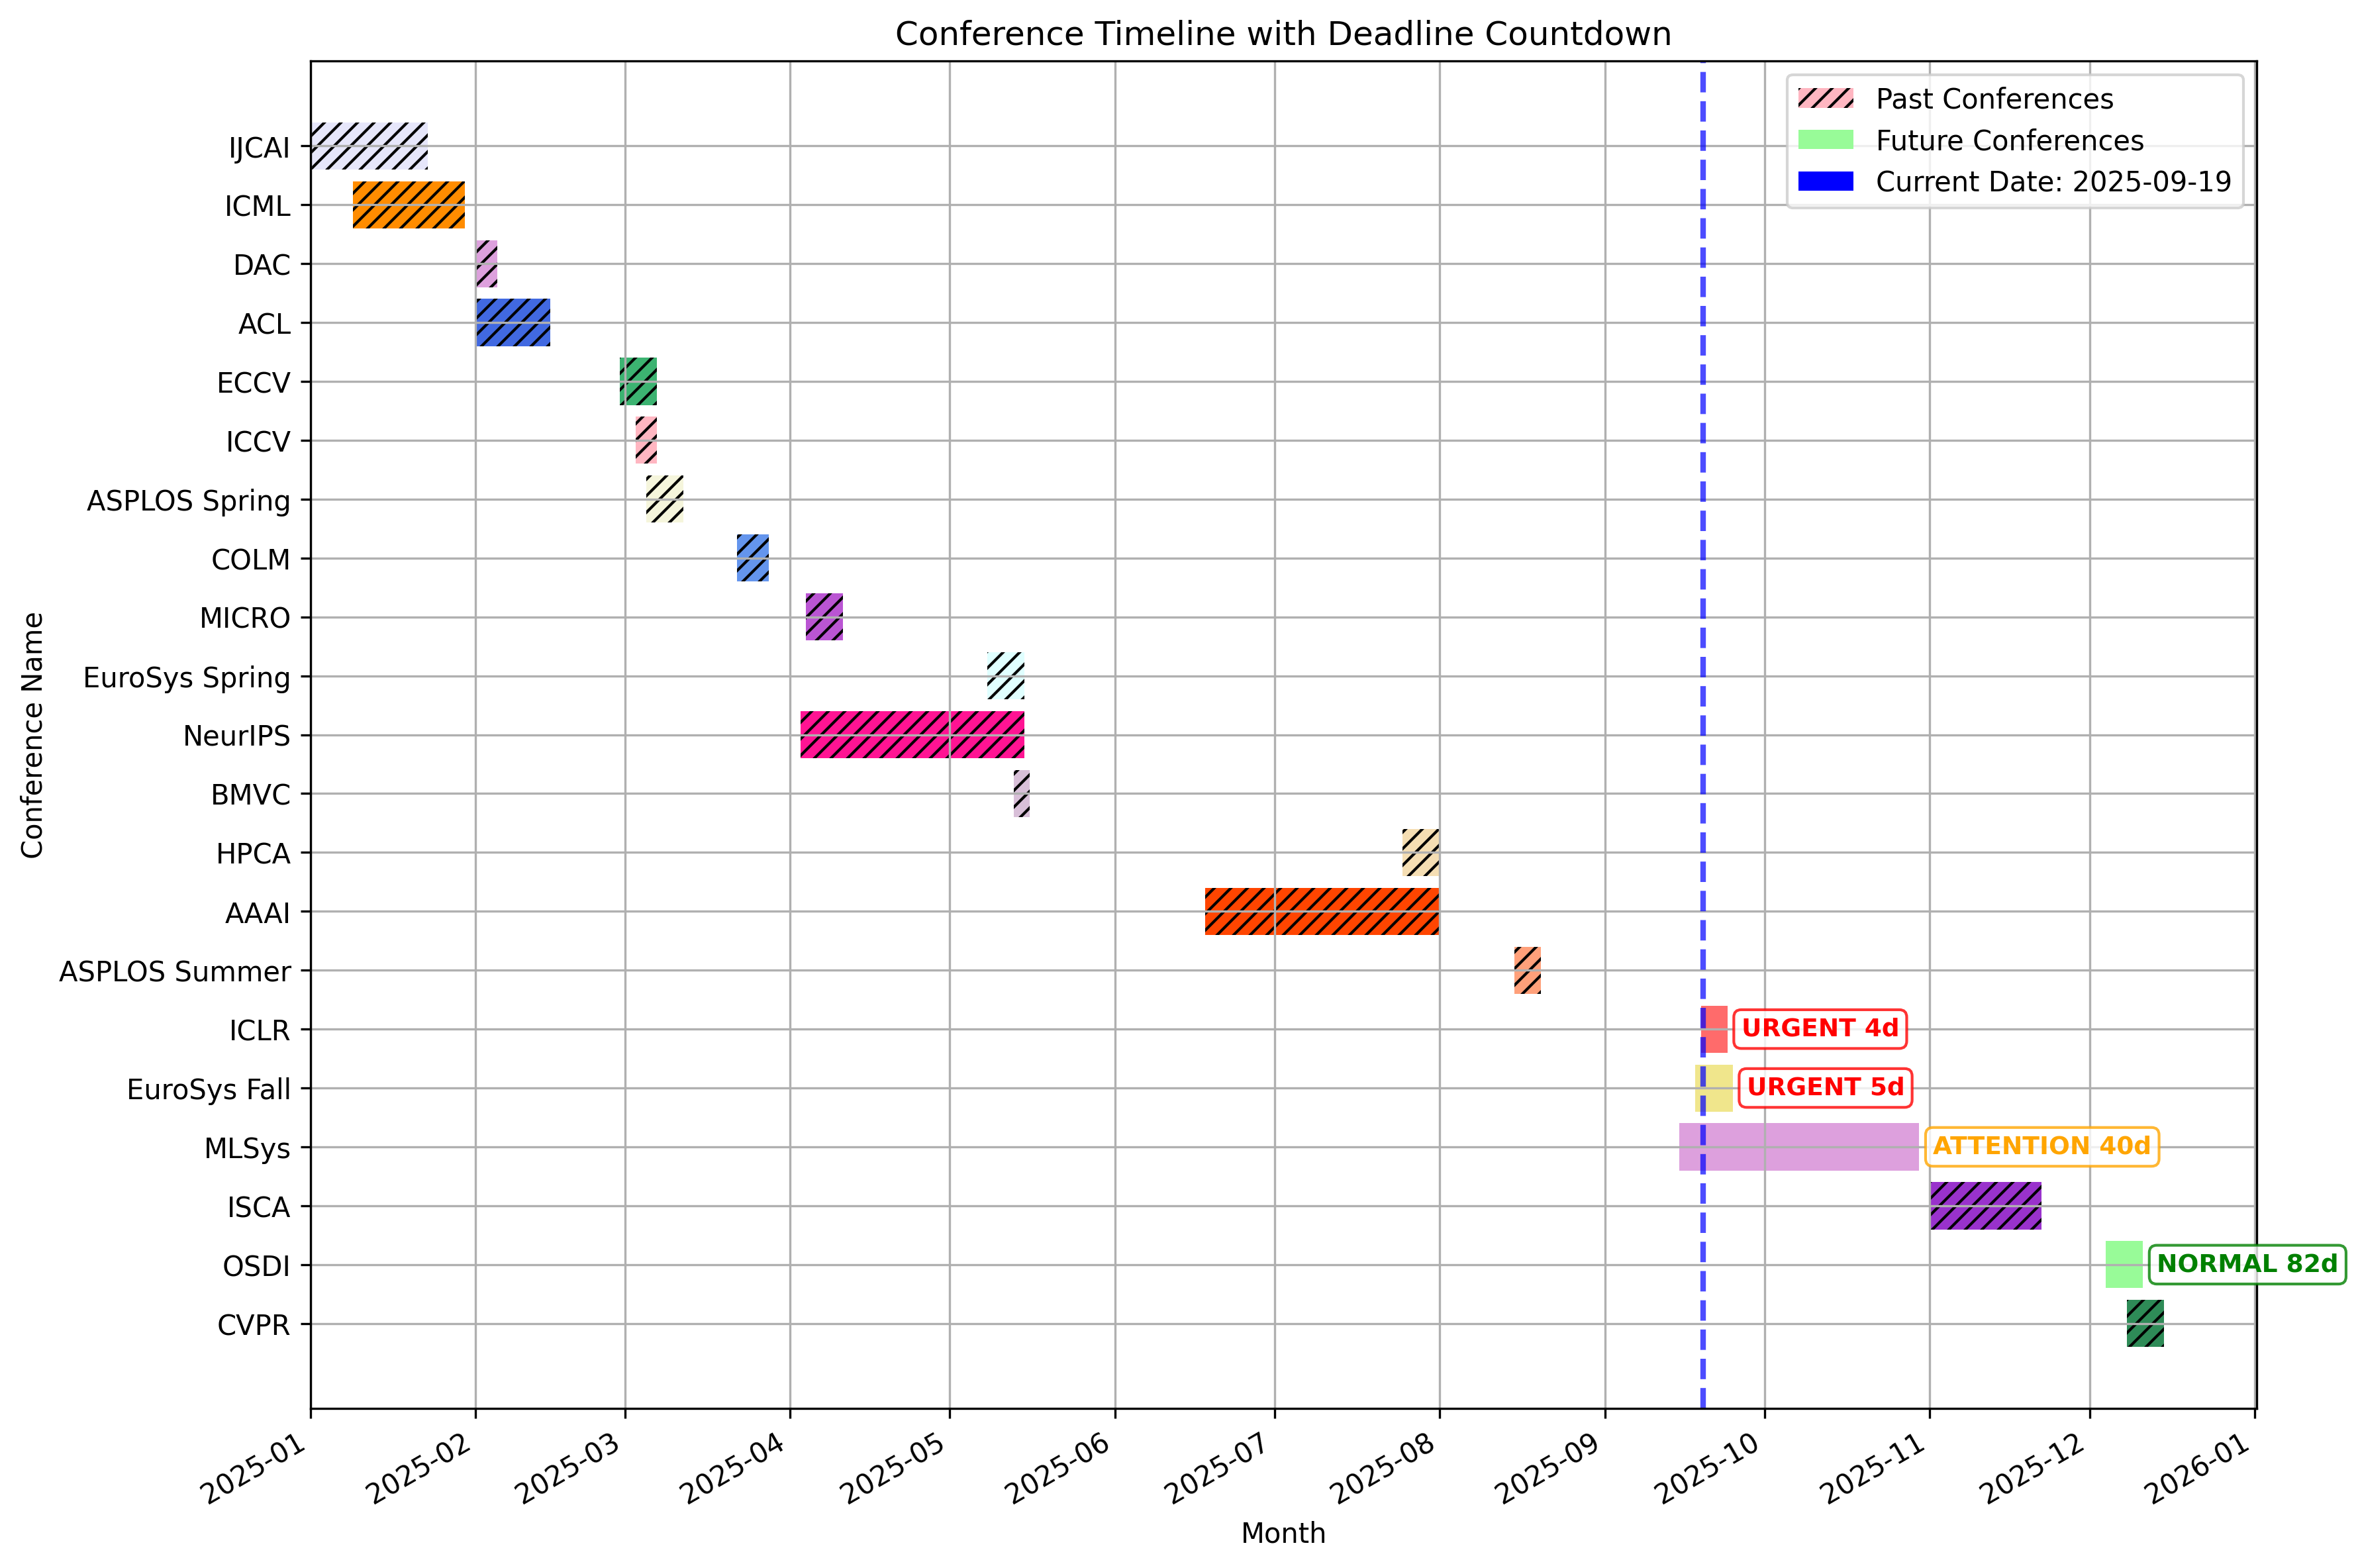 Conference Timeline with Deadline Countdown
Past Conferences
Future Conferences
Current Date: 2025-09-19
Conference Name
IJCAI
ICML
DAC
ACL
ECCV
ICCV
ASPLOS Spring
COLM
MICRO
EuroSys Spring
NeurIPS
BMVC
HPCA
AAAI
ASPLOS Summer
ICLR
URGENT 4d
EuroSys Fall
URGENT 5d
MLSys
ATTENTION 40d
ISCA
OSDI
NORMAL 82d
CVPR
2025-01
2025-02
2025-03
2025-04
2025-05
2025-06
2025-07
2025-08
2025-09
2025-10
2025-11
2025-12
2026-01
Month